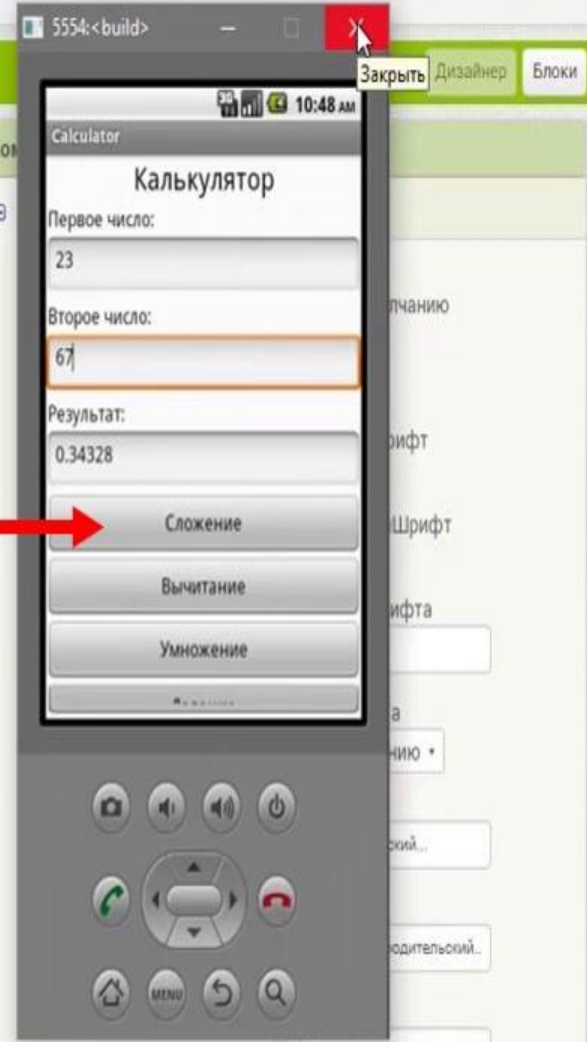 5554:<build>
Закрыть
Дизайнер
Блоки
3G
10:48 AM
Calculator
Калькулятор
Первое число:
23
Второе число:
67
Результат:
0.34328
Сложение
Вычитание
Умножение
MENU